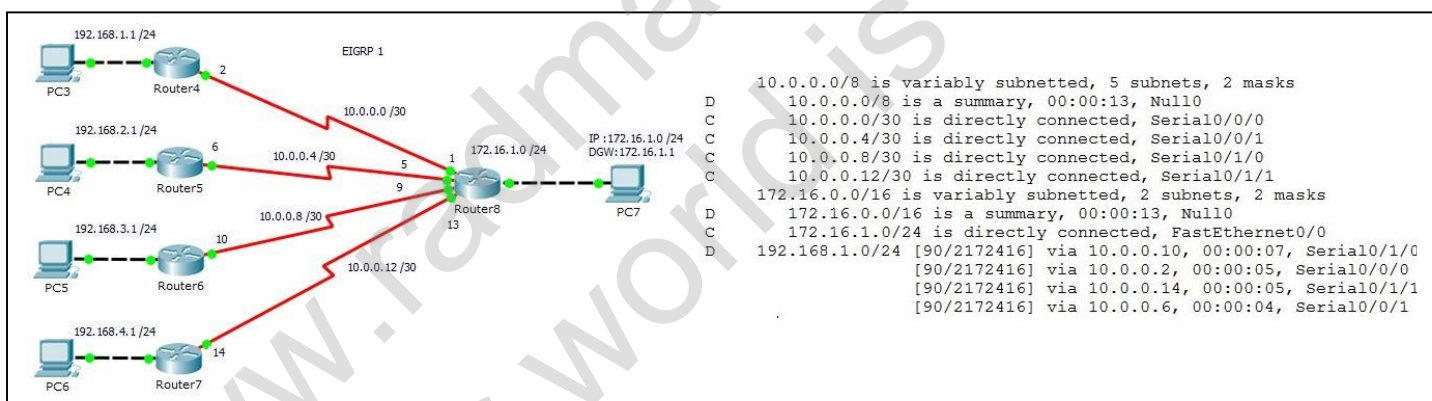 192.168.1.1 /24
PC3
Router4
2
EIGRP 1
10.0.0.0 /30
192.168.2.1 /24
PC4
Router5
6
10.0.0.4 /30
5
1
9
13
172.16.1.0 /24
Router8
IP :172.16.1.0 /24
DGW:172.16.1.1
PC7
192.168.3.1 /24
PC5
Router6
10
10.0.0.8 /30
10.0.0.12 /30
192.168.4.1 /24
PC6
Router7
14
10.0.0.0/8 is variably subnetted, 5 subnets, 2 masks
D 10.0.0.0/8 is a summary, 00:00:13, Null0
C 10.0.0.0/30 is directly connected, Serial0/0/0
C 10.0.0.4/30 is directly connected, Serial0/0/1
C 10.0.0.8/30 is directly connected, Serial0/1/0
C 10.0.0.12/30 is directly connected, Serial0/1/1
172.16.0.0/16 is variably subnetted, 2 subnets, 2 masks
D 172.16.0.0/16 is a summary, 00:00:13, Null0
C 172.16.1.0/24 is directly connected, FastEthernet0/0
D 192.168.1.0/24 [90/2172416] via 10.0.0.10, 00:00:07, Serial0/1/0
[90/2172416] via 10.0.0.2, 00:00:05, Serial0/0/0
[90/2172416] via 10.0.0.14, 00:00:05, Serial0/1/1
[90/2172416] via 10.0.0.6, 00:00:04, Serial0/0/1